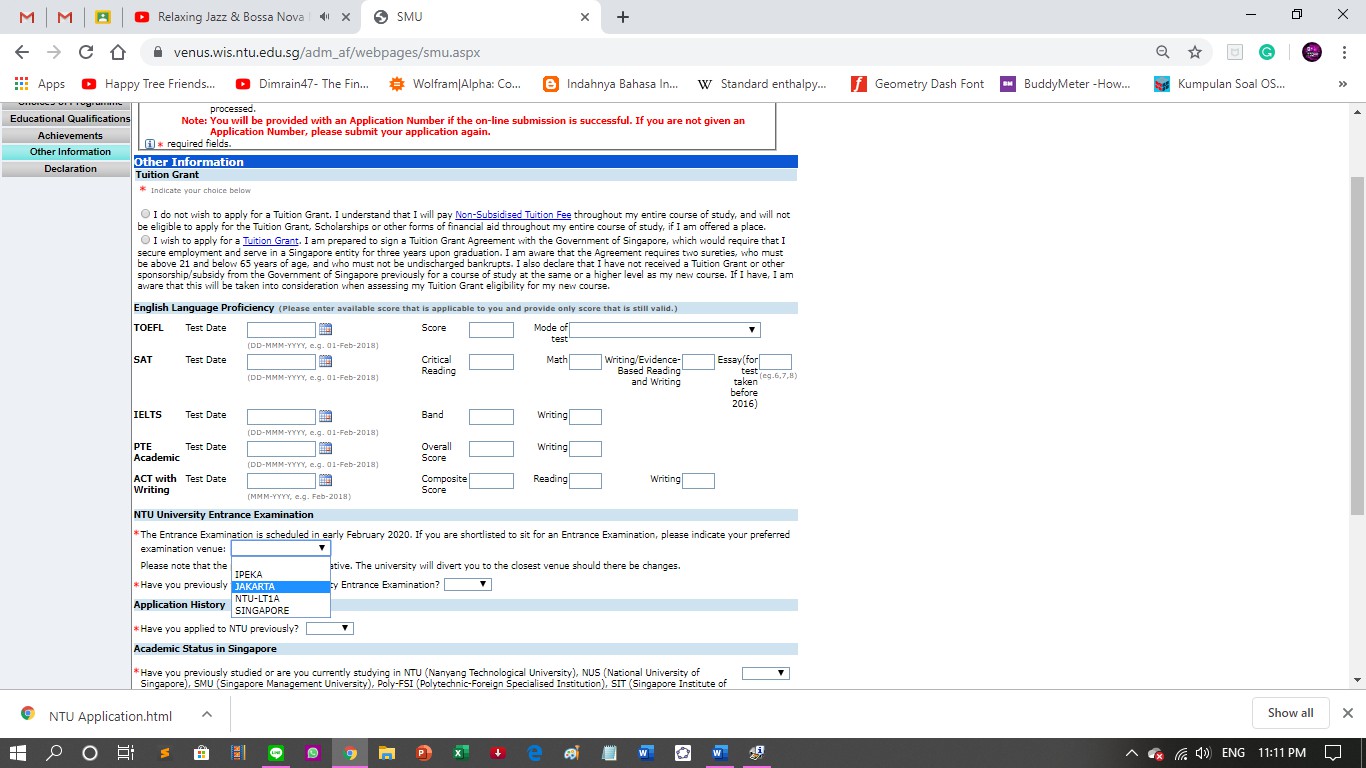 Relaxing Jazz & Bossa Nova
SMU
venus.wis.ntu.edu.sg/adm_af/webpages/smu.aspx
Apps
Happy Tree Friends...
Dimrain47- The Fin...
Wolfram|Alpha: Co...
Indahnya Bahasa In...
Standard enthalpy...
Geometry Dash Font
BuddyMeter -How...
Kumpulan Soal OS...
»
Choices of Programme
Educational Qualifications
Achievements
Other Information
Declaration
processed.
Note: You will be provided with an Application Number if the on-line submission is successful. If you are not given an
Application Number, please submit your application again.
* required fields.
Other Information
Tuition Grant
* Indicate your choice below
I do not wish to apply for a Tuition Grant. I understand that I will pay Non-Subsidised Tuition Fee throughout my entire course of study, and will not
be eligible to apply for the Tuition Grant, Scholarships or other forms of financial aid throughout my entire course of study, if I am offered a place.
I wish to apply for a Tuition Grant. I am prepared to sign a Tuition Grant Agreement with the Government of Singapore, which would require that I
secure employment and serve in a Singapore entity for three years upon graduation. I am aware that the Agreement requires two sureties, who must
be above 21 and below 65 years of age, and who must not be undischarged bankrupts. I also declare that I have not received a Tuition Grant or other
sponsorship/subsidy from the Government of Singapore previously for a course of study at the same or a higher level as my new course. If I have, I am
aware that this will be taken into consideration when assessing my Tuition Grant eligibility for my new course.
English Language Proficiency (Please enter available score that is applicable to you and provide only score that is still valid.)
TOEFL Test Date Score Mode of
test
(DD-MMM-YYYY, e.g. 01-Feb-2018)
SAT Test Date Critical Math Writing/Evidence- Essay(for
Reading Based Reading test
and Writing taken
before
2016)
(DD-MMM-YYYY, e.g. 01-Feb-2018)
(eg.6,7,8)
IELTS Test Date Band Writing
(DD-MMM-YYYY, e.g. 01-Feb-2018)
PTE Test Date Overall Writing
Academic Score
(DD-MMM-YYYY, e.g. 01-Feb-2018)
ACT with Test Date Composite Reading Writing
Writing Score
(MMM-YYYY, e.g. Feb-2018)
NTU University Entrance Examination
*The Entrance Examination is scheduled in early February 2020. If you are shortlisted to sit for an Entrance Examination, please indicate your preferred
examination venue:
Please note that the ative. The university will divert you to the closest venue should there be changes.
IPEKA
JAKARTA
NTU-LT1A
SINGAPORE
*Have you previously ty Entrance Examination?
Application History
*Have you applied to NTU previously?
Academic Status in Singapore
*Have you previously studied or are you currently studying in NTU (Nanyang Technological University), NUS (National University of
Singapore), SMU (Singapore Management University), Poly-FSI (Polytechnic-Foreign Specialised Institution), SIT (Singapore Institute of
NTU Application.html
Show all
ENG
11:11 PM